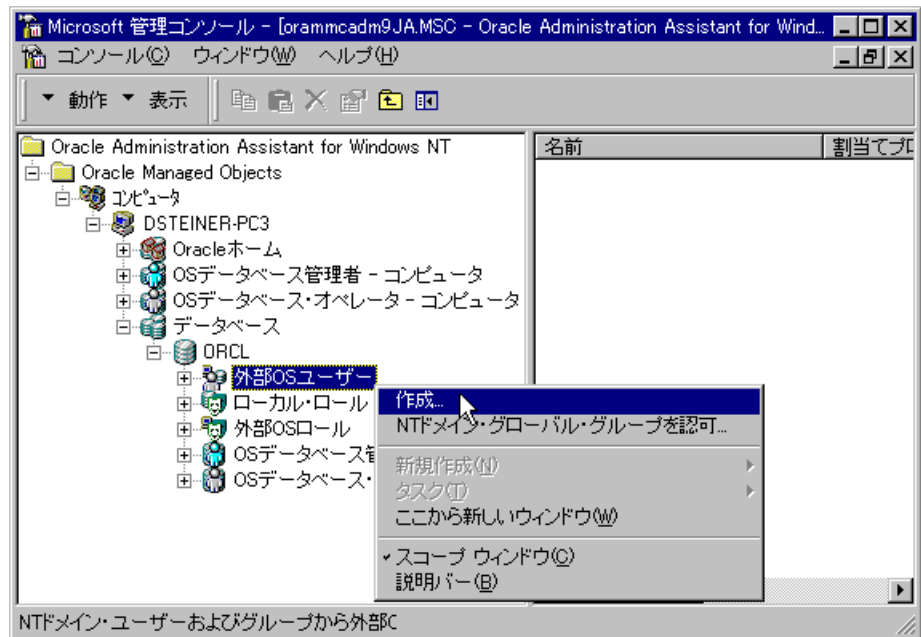 Microsoft 管理コンソール - [orammcadm9JA.MSC - Oracle Administration Assistant for Wind...
コンソール(C) ウィンドウ(W) ヘルプ(H)
動作 表示
Oracle Administration Assistant for Windows NT
名前 割当てプロ
Oracle Managed Objects
コンピュータ
DSTEINER-PC3
Oracleホーム
OSデータベース管理者 - コンピュータ
OSデータベース・オペレータ - コンピュータ
データベース
ORCL
外部OSユーザー
ローカル・ロール
外部OSロール
OSデータベース管
OSデータベース・
作成...
NTドメイン・グローバル・グループを認可...
新規作成(N)
タスク(T)
ここから新しいウィンドウ(W)
スコープ ウィンドウ(C)
説明バー(B)
NTドメイン・ユーザーおよびグループから外部C